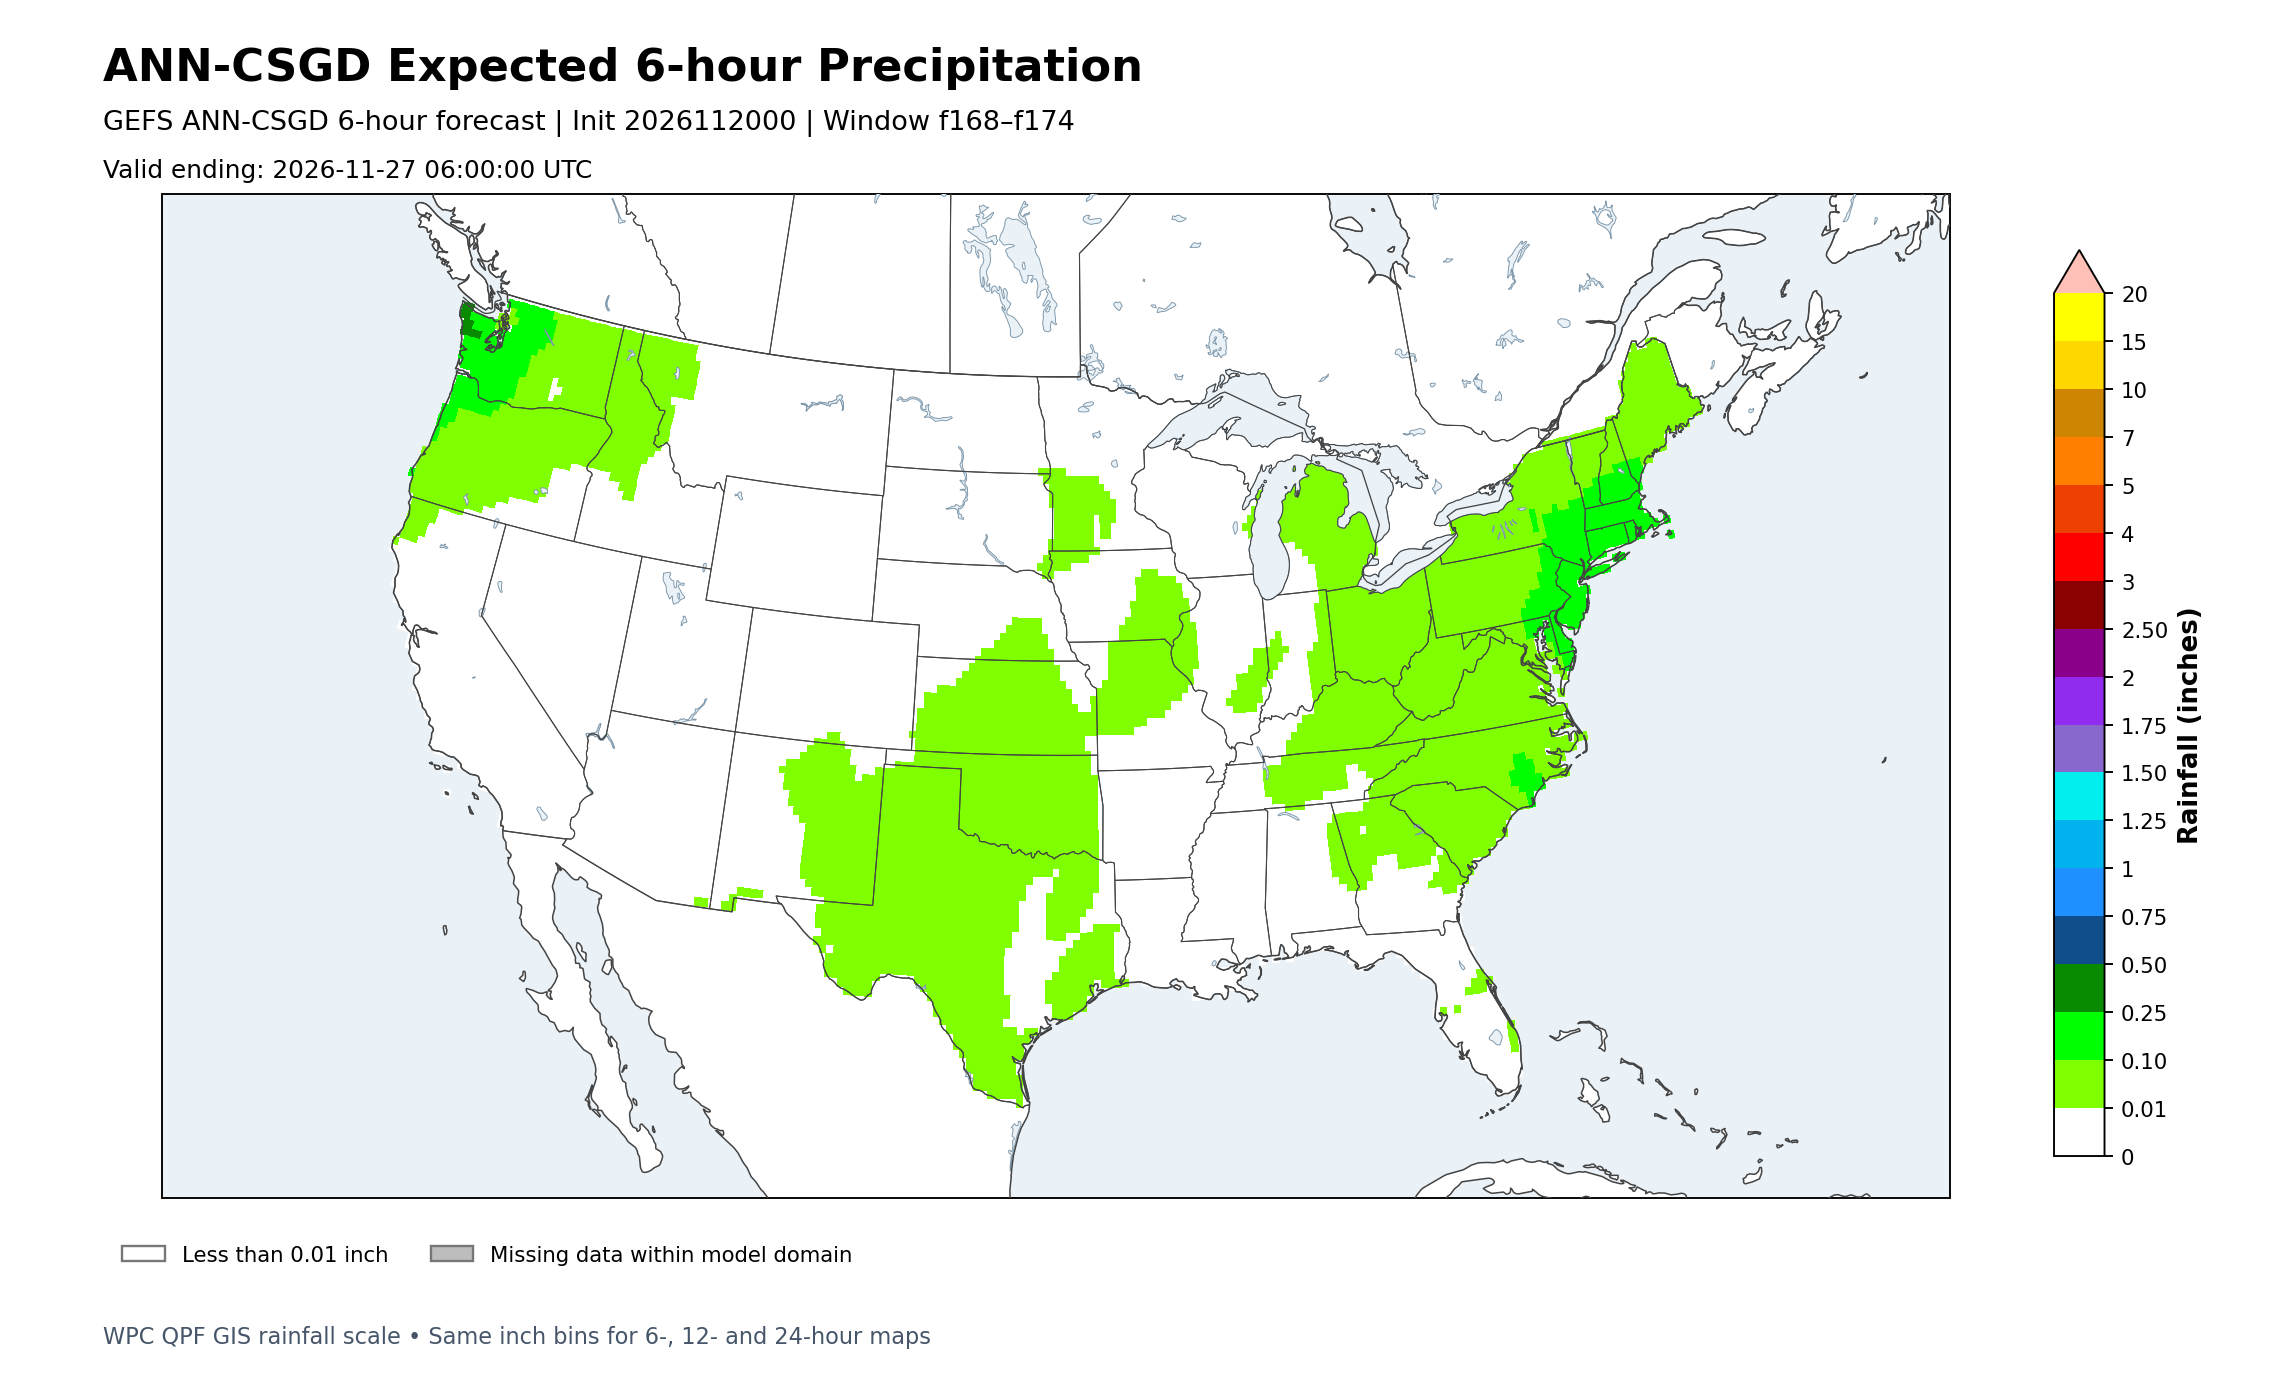 ANN-CSGD Expected 6-hour Precipitation
GEFS ANN-CSGD 6-hour forecast | Init 2026112000 | Window f168–f174
Valid ending: 2026-11-27 06:00:00 UTC
20
15
10
7
5
4
3
2.50
2
1.75
1.50
1.25
1
0.75
0.50
0.25
0.10
0.01
0
Rainfall (inches)
Less than 0.01 inch
Missing data within model domain
WPC QPF GIS rainfall scale • Same inch bins for 6-, 12- and 24-hour maps